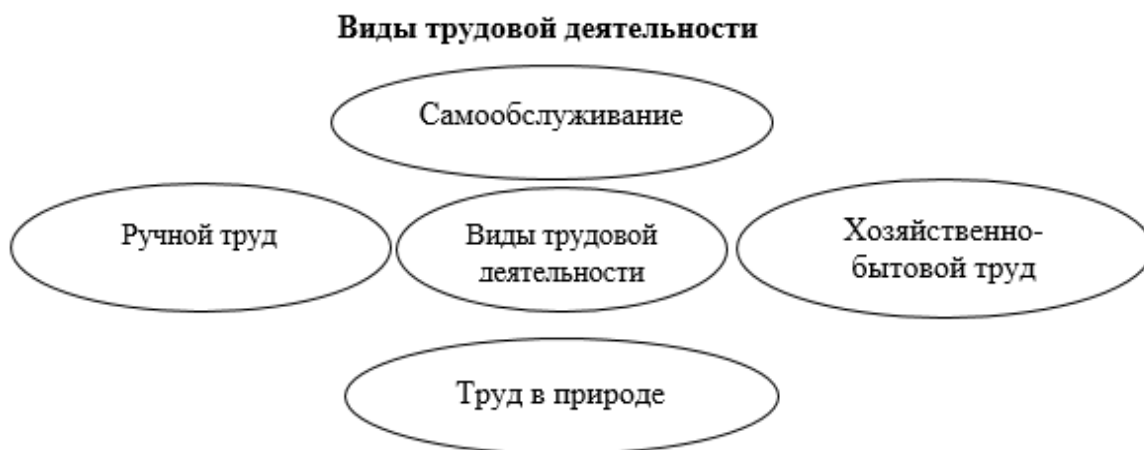 Виды трудовой деятельности
Самообслуживание
Ручной труд
Виды трудовой
деятельности
Хозяйственно-
бытовой труд
Труд в природе